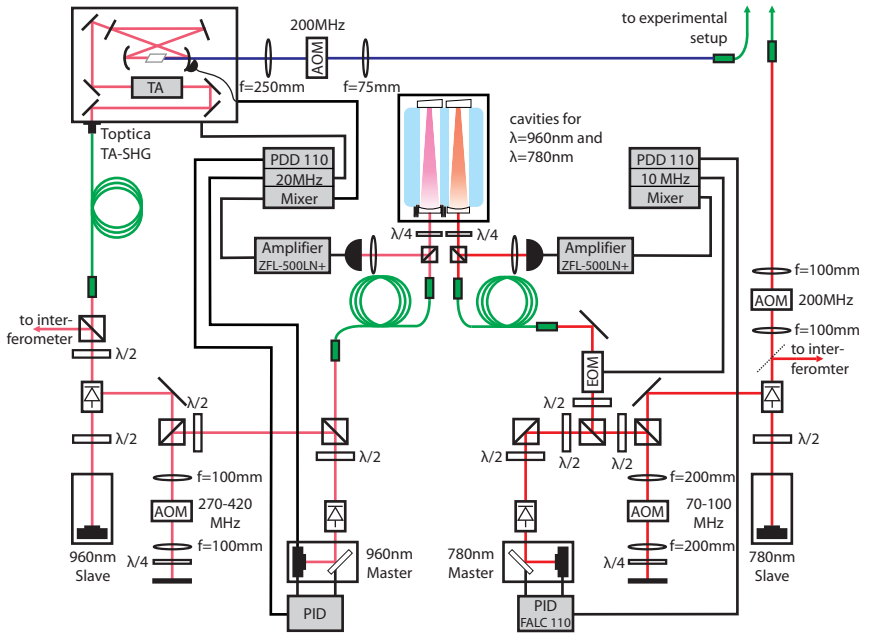 200MHz
AOM
f=250mm
f=75mm
to experimental
setup
TA
Toptica
TA-SHG
cavities for
λ=960nm and
λ=780nm
PDD 110
20MHz
Mixer
PDD 110
10 MHz
Mixer
λ/4
λ/4
Amplifier
ZFL-500LN+
Amplifier
ZFL-500LN+
f=100mm
AOM
200MHz
f=100mm
to inter-
feromter
to inter-
ferometer
λ/2
EOM
λ/2
λ/2
λ/2
λ/2
λ/2
λ/2
λ/2
λ/2
f=100mm
AOM
270-420
MHz
f=100mm
λ/4
f=200mm
AOM
70-100
MHz
f=200mm
λ/4
960nm
Slave
960nm
Master
780nm
Master
780nm
Slave
PID
PID
FALC 110